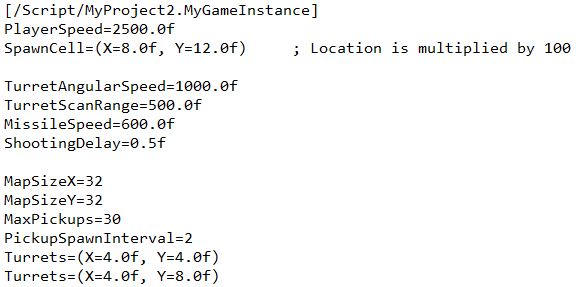 [/Script/MyProject2.MyGameInstance]
PlayerSpeed=2500.0f
SpawnCell=(X=8.0f, Y=12.0f)     ; Location is multiplied by 100
TurretAngularSpeed=1000.0f
TurretScanRange=500.0f
MissileSpeed=600.0f
ShootingDelay=0.5f
MapSizeX=32
MapSizeY=32
MaxPickups=30
PickupSpawnInterval=2
Turrets=(X=4.0f, Y=4.0f)
Turrets=(X=4.0f, Y=8.0f)